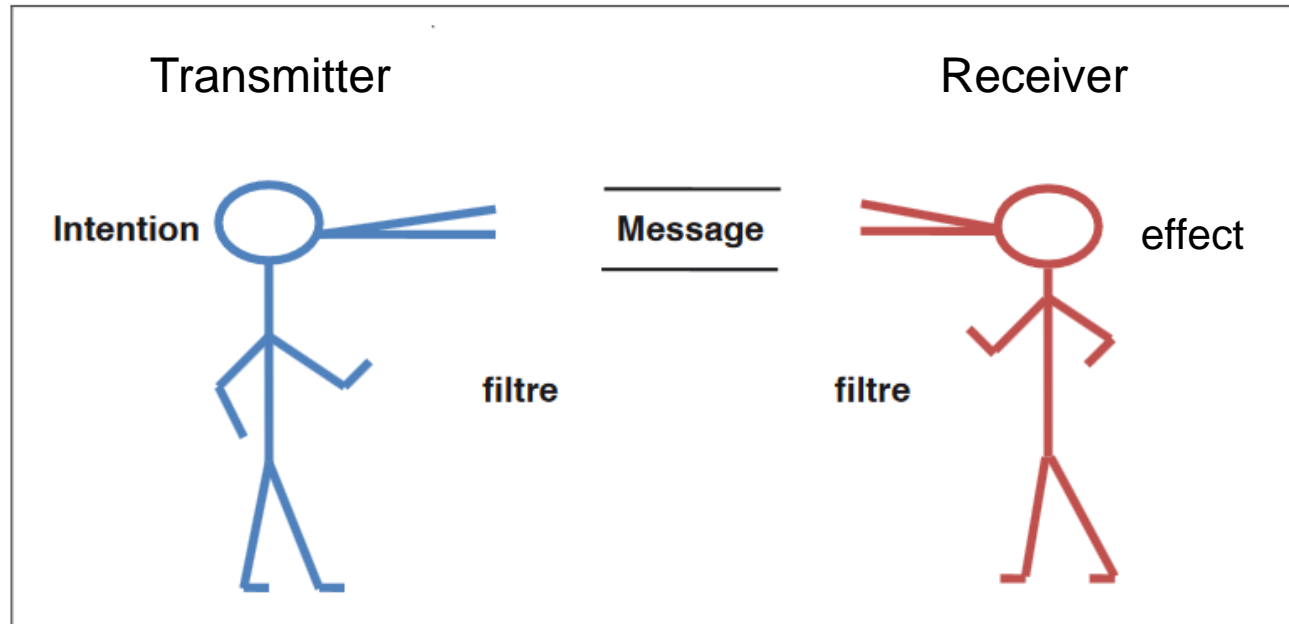 Transmitter Receiver
Intention Message effect
filtre filtre